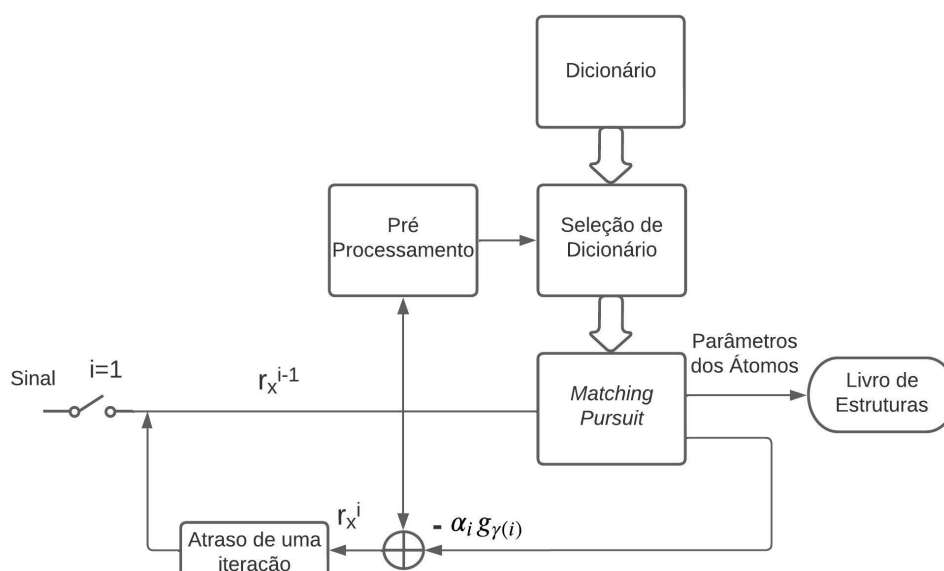 Dicionário
Pré
Processamento
Seleção de
Dicionário
Sinal
i=1
r_x^{i-1}
Matching
Pursuit
Parâmetros
dos Átomos
Livro de
Estruturas
r_x^i
- α_i g_{γ(i)}
Atraso de uma
iteração